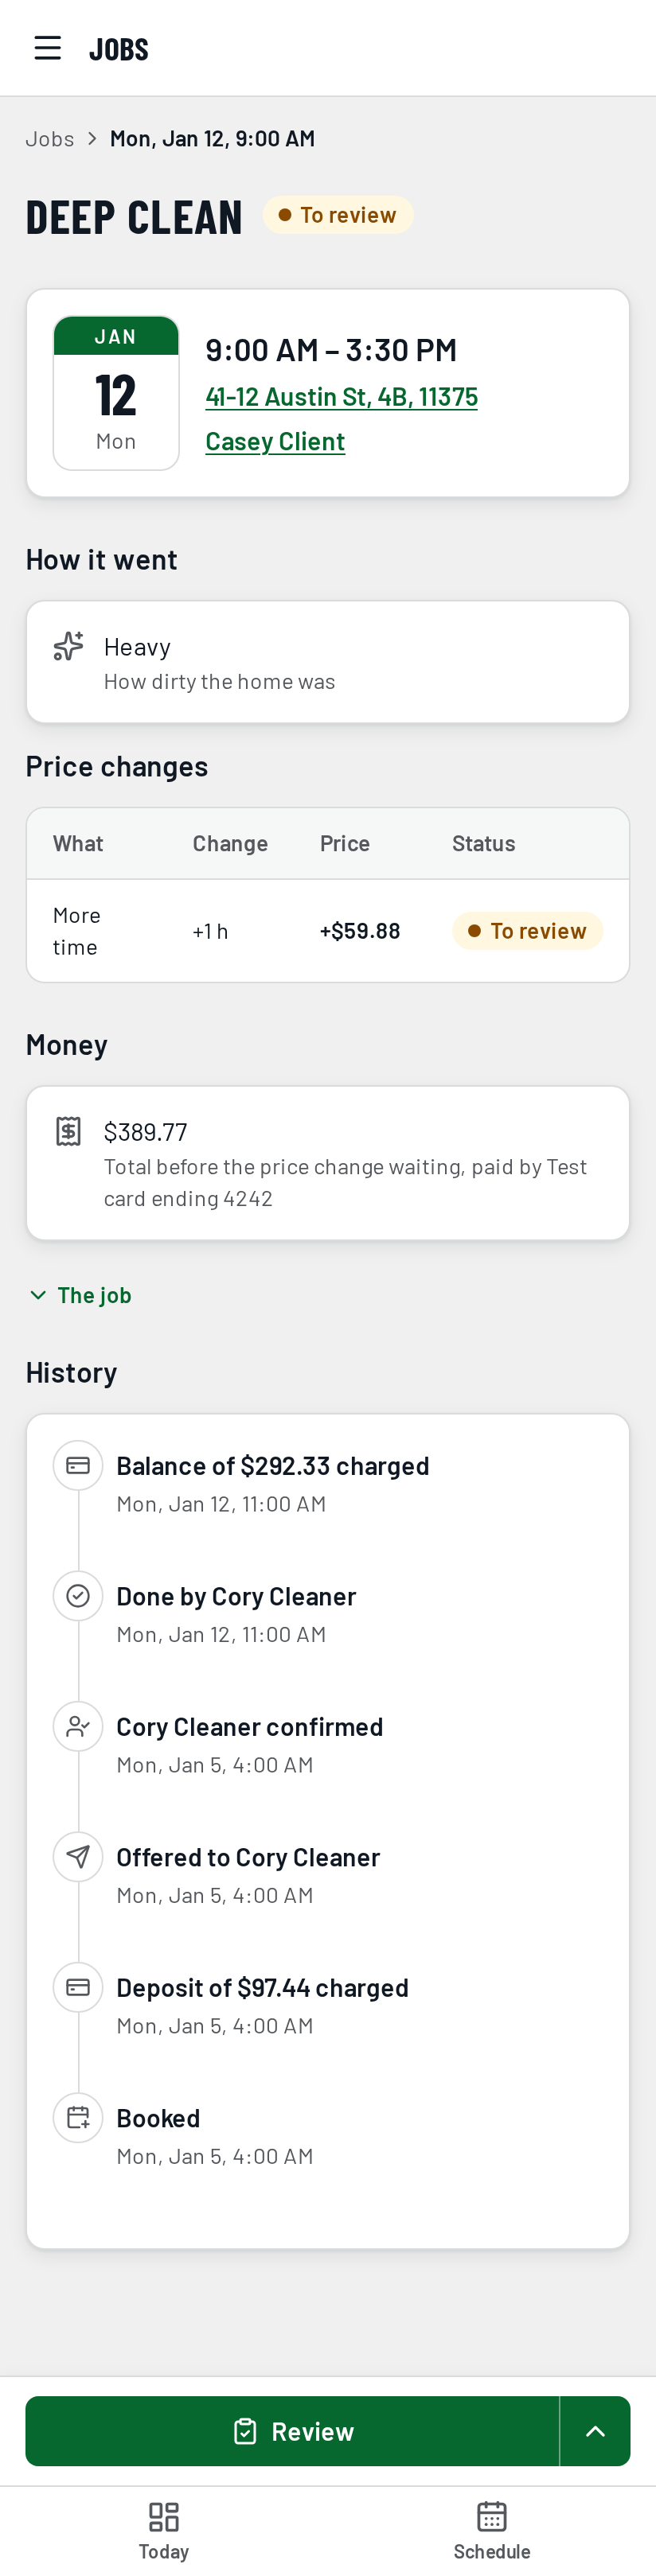 JOBS
Jobs > Mon, Jan 12, 9:00 AM
DEEP CLEAN
To review
JAN
12
Mon
9:00 AM – 3:30 PM
41-12 Austin St, 4B, 11375
Casey Client
How it went
Heavy
How dirty the home was
Price changes
What Change Price Status
More time +1 h +$59.88 To review
Money
$389.77
Total before the price change waiting, paid by Test
card ending 4242
The job
History
Balance of $292.33 charged
Mon, Jan 12, 11:00 AM
Done by Cory Cleaner
Mon, Jan 12, 11:00 AM
Cory Cleaner confirmed
Mon, Jan 5, 4:00 AM
Offered to Cory Cleaner
Mon, Jan 5, 4:00 AM
Deposit of $97.44 charged
Mon, Jan 5, 4:00 AM
Booked
Mon, Jan 5, 4:00 AM
Review
Today
Schedule